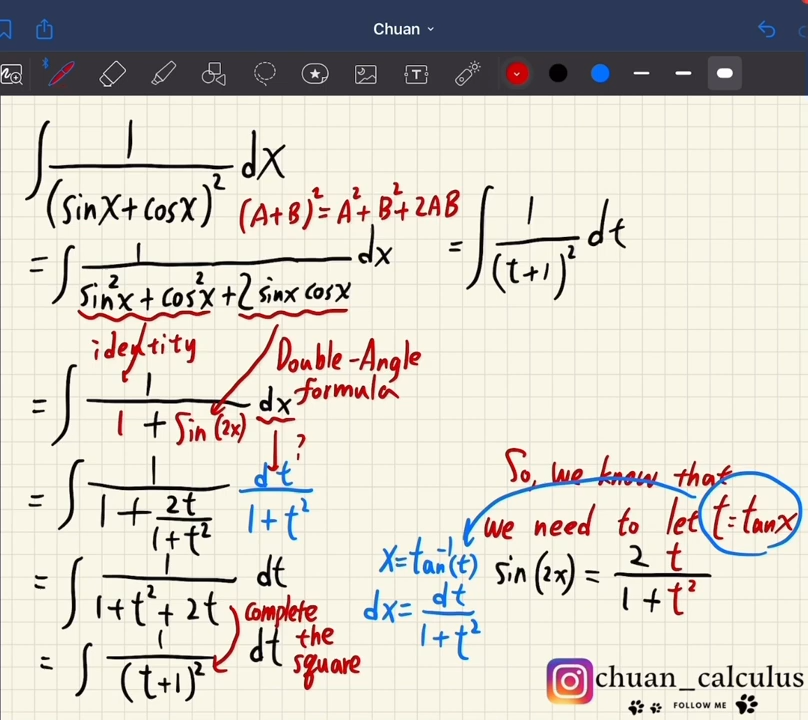 Chuan
∫ 1/(sinx+cosx)² dx
(A+B)² = A²+B²+2AB
= ∫ 1/(sin²x + cos²x + 2 sinx cosx) dx
identity
Double-Angle
formula
= ∫ 1/(1 + sin(2x)) dx
?
= ∫ 1/(1+ 2t/(1+t²)) dt/(1+t²)
= ∫ 1/(1+t²+2t) dt
complete
the
square
= ∫ 1/(t+1)² dt
= ∫ 1/(t+1)² dt
So, we know that
we need to let t=tanx
sin(2x) = 2t/(1+t²)
x=tan⁻¹(t)
dx= dt/(1+t²)
chuan_calculus
FOLLOW ME